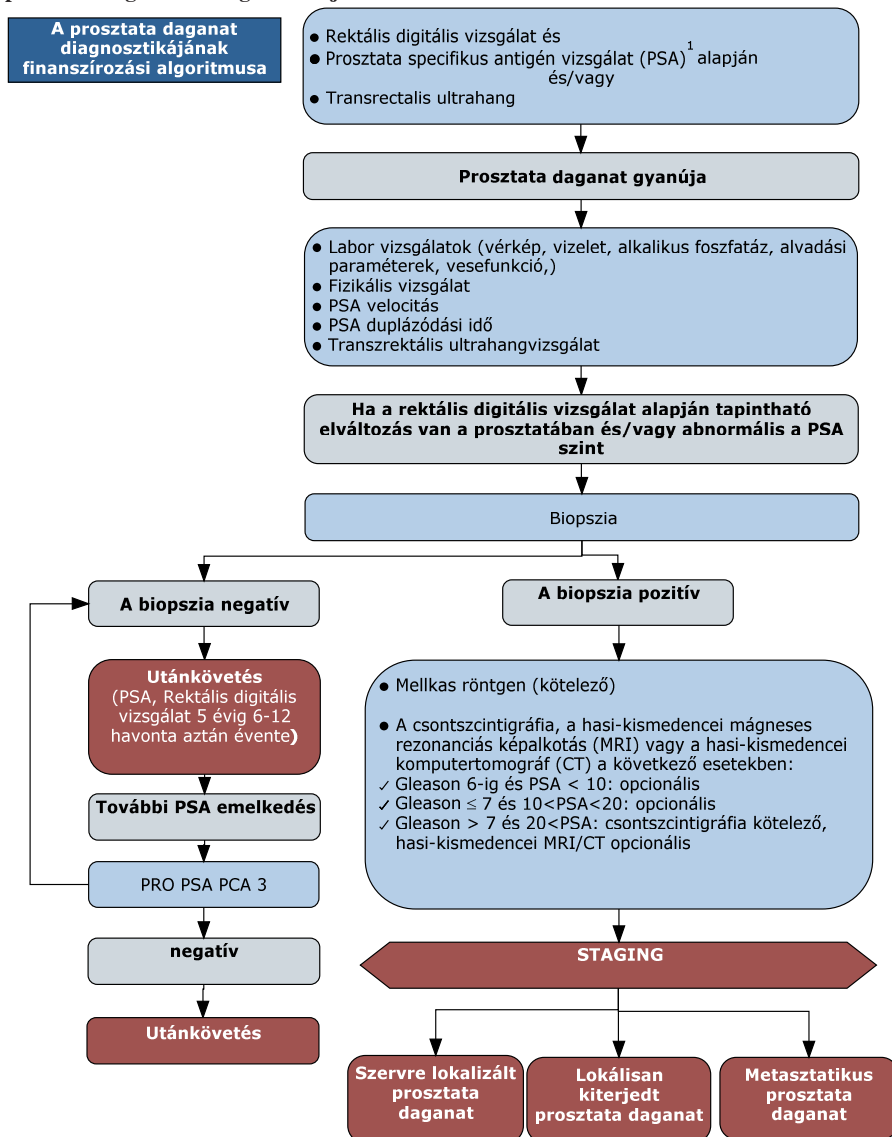 A prosztata daganat
diagnosztikájának
finanszírozási algoritmusa
● Rektális digitális vizsgálat és
● Prosztata specifikus antigén vizsgálat (PSA)1 alapján
és/vagy
● Transrectalis ultrahang
Prosztata daganat gyanúja
● Labor vizsgálatok (vérkép, vizelet, alkalikus foszfatáz, alvadási
paraméterek, vesefunkció,)
● Fizikális vizsgálat
● PSA velocitás
● PSA duplázódási idő
● Transzrektális ultrahangvizsgálat
Ha a rektális digitális vizsgálat alapján tapintható
elváltozás van a prosztatában és/vagy abnormális a PSA
szint
Biopszia
A biopszia negatív
A biopszia pozitív
Utánkövetés
(PSA, Rektális digitális
vizsgálat 5 évig 6-12
havonta aztán évente)
További PSA emelkedés
PRO PSA PCA 3
negatív
Utánkövetés
● Mellkas röntgen (kötelező)
● A csontszcintigráfia, a hasi-kismedencei mágneses
rezonanciás képalkotás (MRI) vagy a hasi-kismedencei
komputertomográf (CT) a következő esetekben:
✓ Gleason 6-ig és PSA < 10: opcionális
✓ Gleason ≤ 7 és 10<PSA<20: opcionális
✓ Gleason > 7 és 20<PSA: csontszcintigráfia kötelező,
hasi-kismedencei MRI/CT opcionális
STAGING
Szervre lokalizált
prosztata
daganat
Lokálisan
kiterjedt
prosztata daganat
Metasztatikus
prosztata
daganat